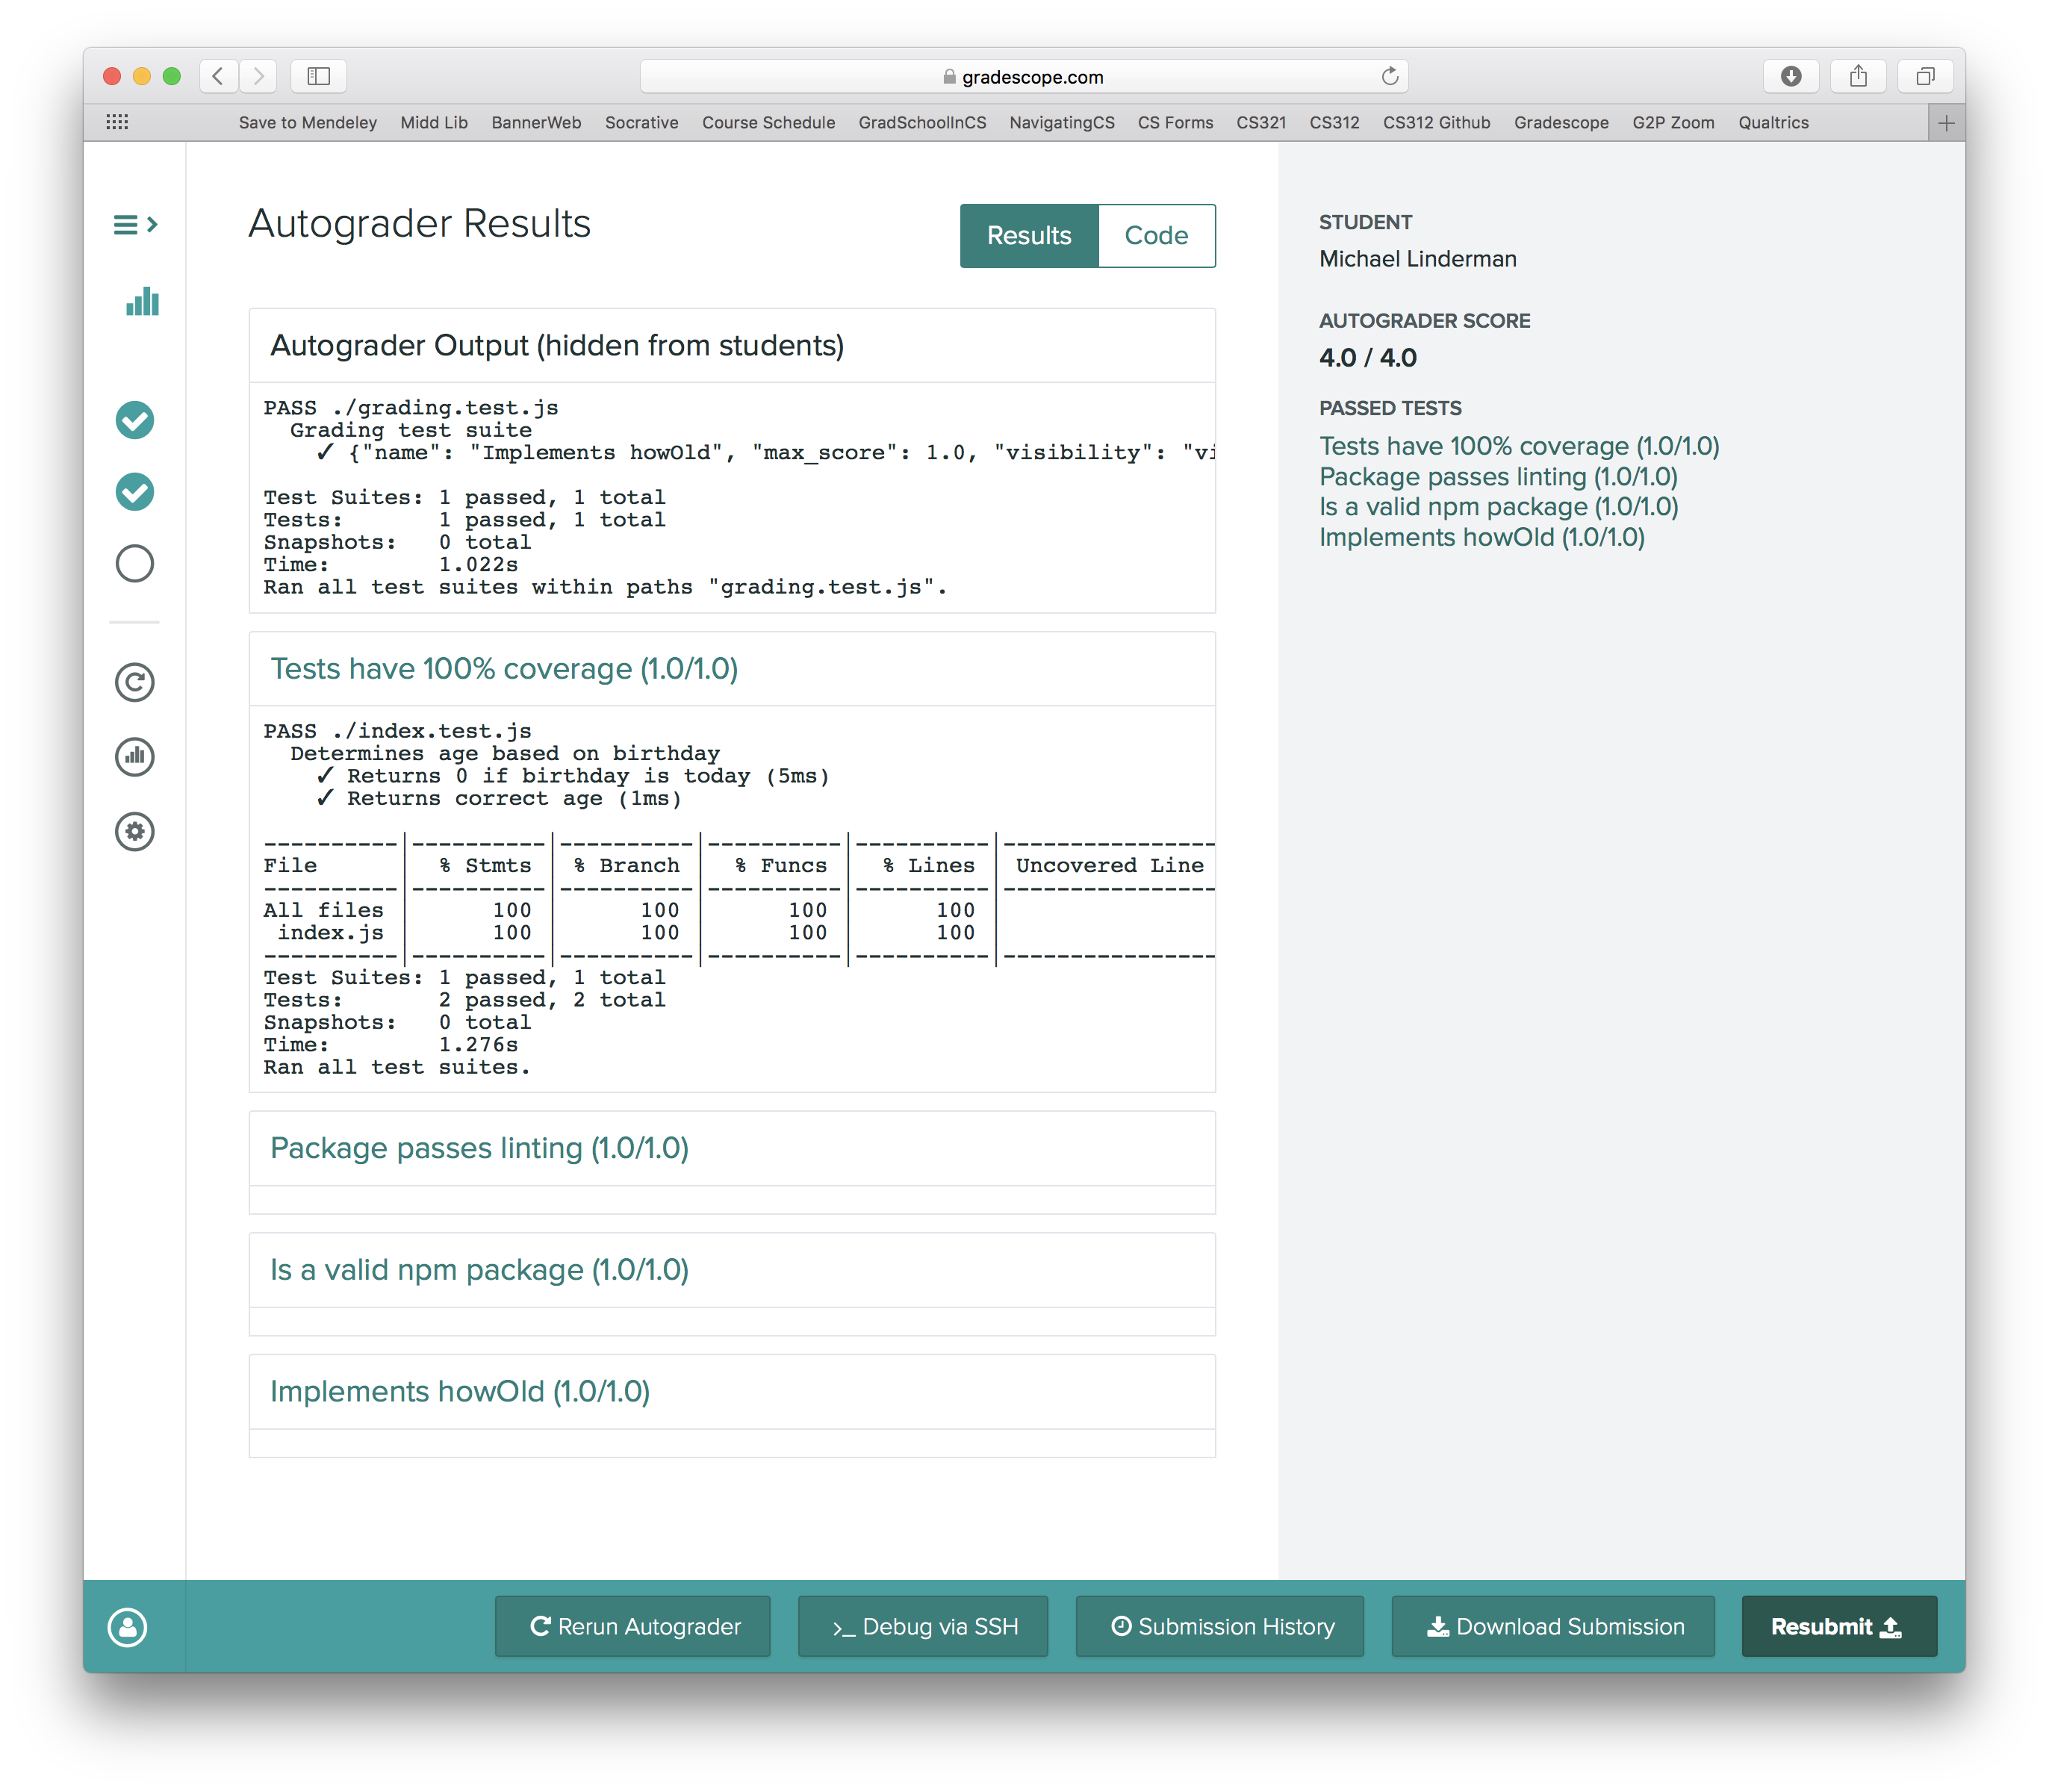 gradescope.com
Save to Mendeley Midd Lib BannerWeb Socrative Course Schedule GradSchoolInCS NavigatingCS CS Forms CS321 CS312 CS312 Github Gradescope G2P Zoom Qualtrics
Autograder Results
Results Code
Autograder Output (hidden from students)
PASS ./grading.test.js
Grading test suite
✓ {"name": "Implements howOld", "max_score": 1.0, "visibility": "vi
Test Suites: 1 passed, 1 total
Tests: 1 passed, 1 total
Snapshots: 0 total
Time: 1.022s
Ran all test suites within paths "grading.test.js".
Tests have 100% coverage (1.0/1.0)
PASS ./index.test.js
Determines age based on birthday
✓ Returns 0 if birthday is today (5ms)
✓ Returns correct age (1ms)
----------|----------|----------|----------|----------|----------------
File | % Stmts | % Branch | % Funcs | % Lines | Uncovered Line
----------|----------|----------|----------|----------|----------------
All files | 100 | 100 | 100 | 100 |
index.js | 100 | 100 | 100 | 100 |
----------|----------|----------|----------|----------|----------------
Test Suites: 1 passed, 1 total
Tests: 2 passed, 2 total
Snapshots: 0 total
Time: 1.276s
Ran all test suites.
Package passes linting (1.0/1.0)
Is a valid npm package (1.0/1.0)
Implements howOld (1.0/1.0)
STUDENT
Michael Linderman
AUTOGRADER SCORE
4.0 / 4.0
PASSED TESTS
Tests have 100% coverage (1.0/1.0)
Package passes linting (1.0/1.0)
Is a valid npm package (1.0/1.0)
Implements howOld (1.0/1.0)
Rerun Autograder >_ Debug via SSH Submission History Download Submission Resubmit